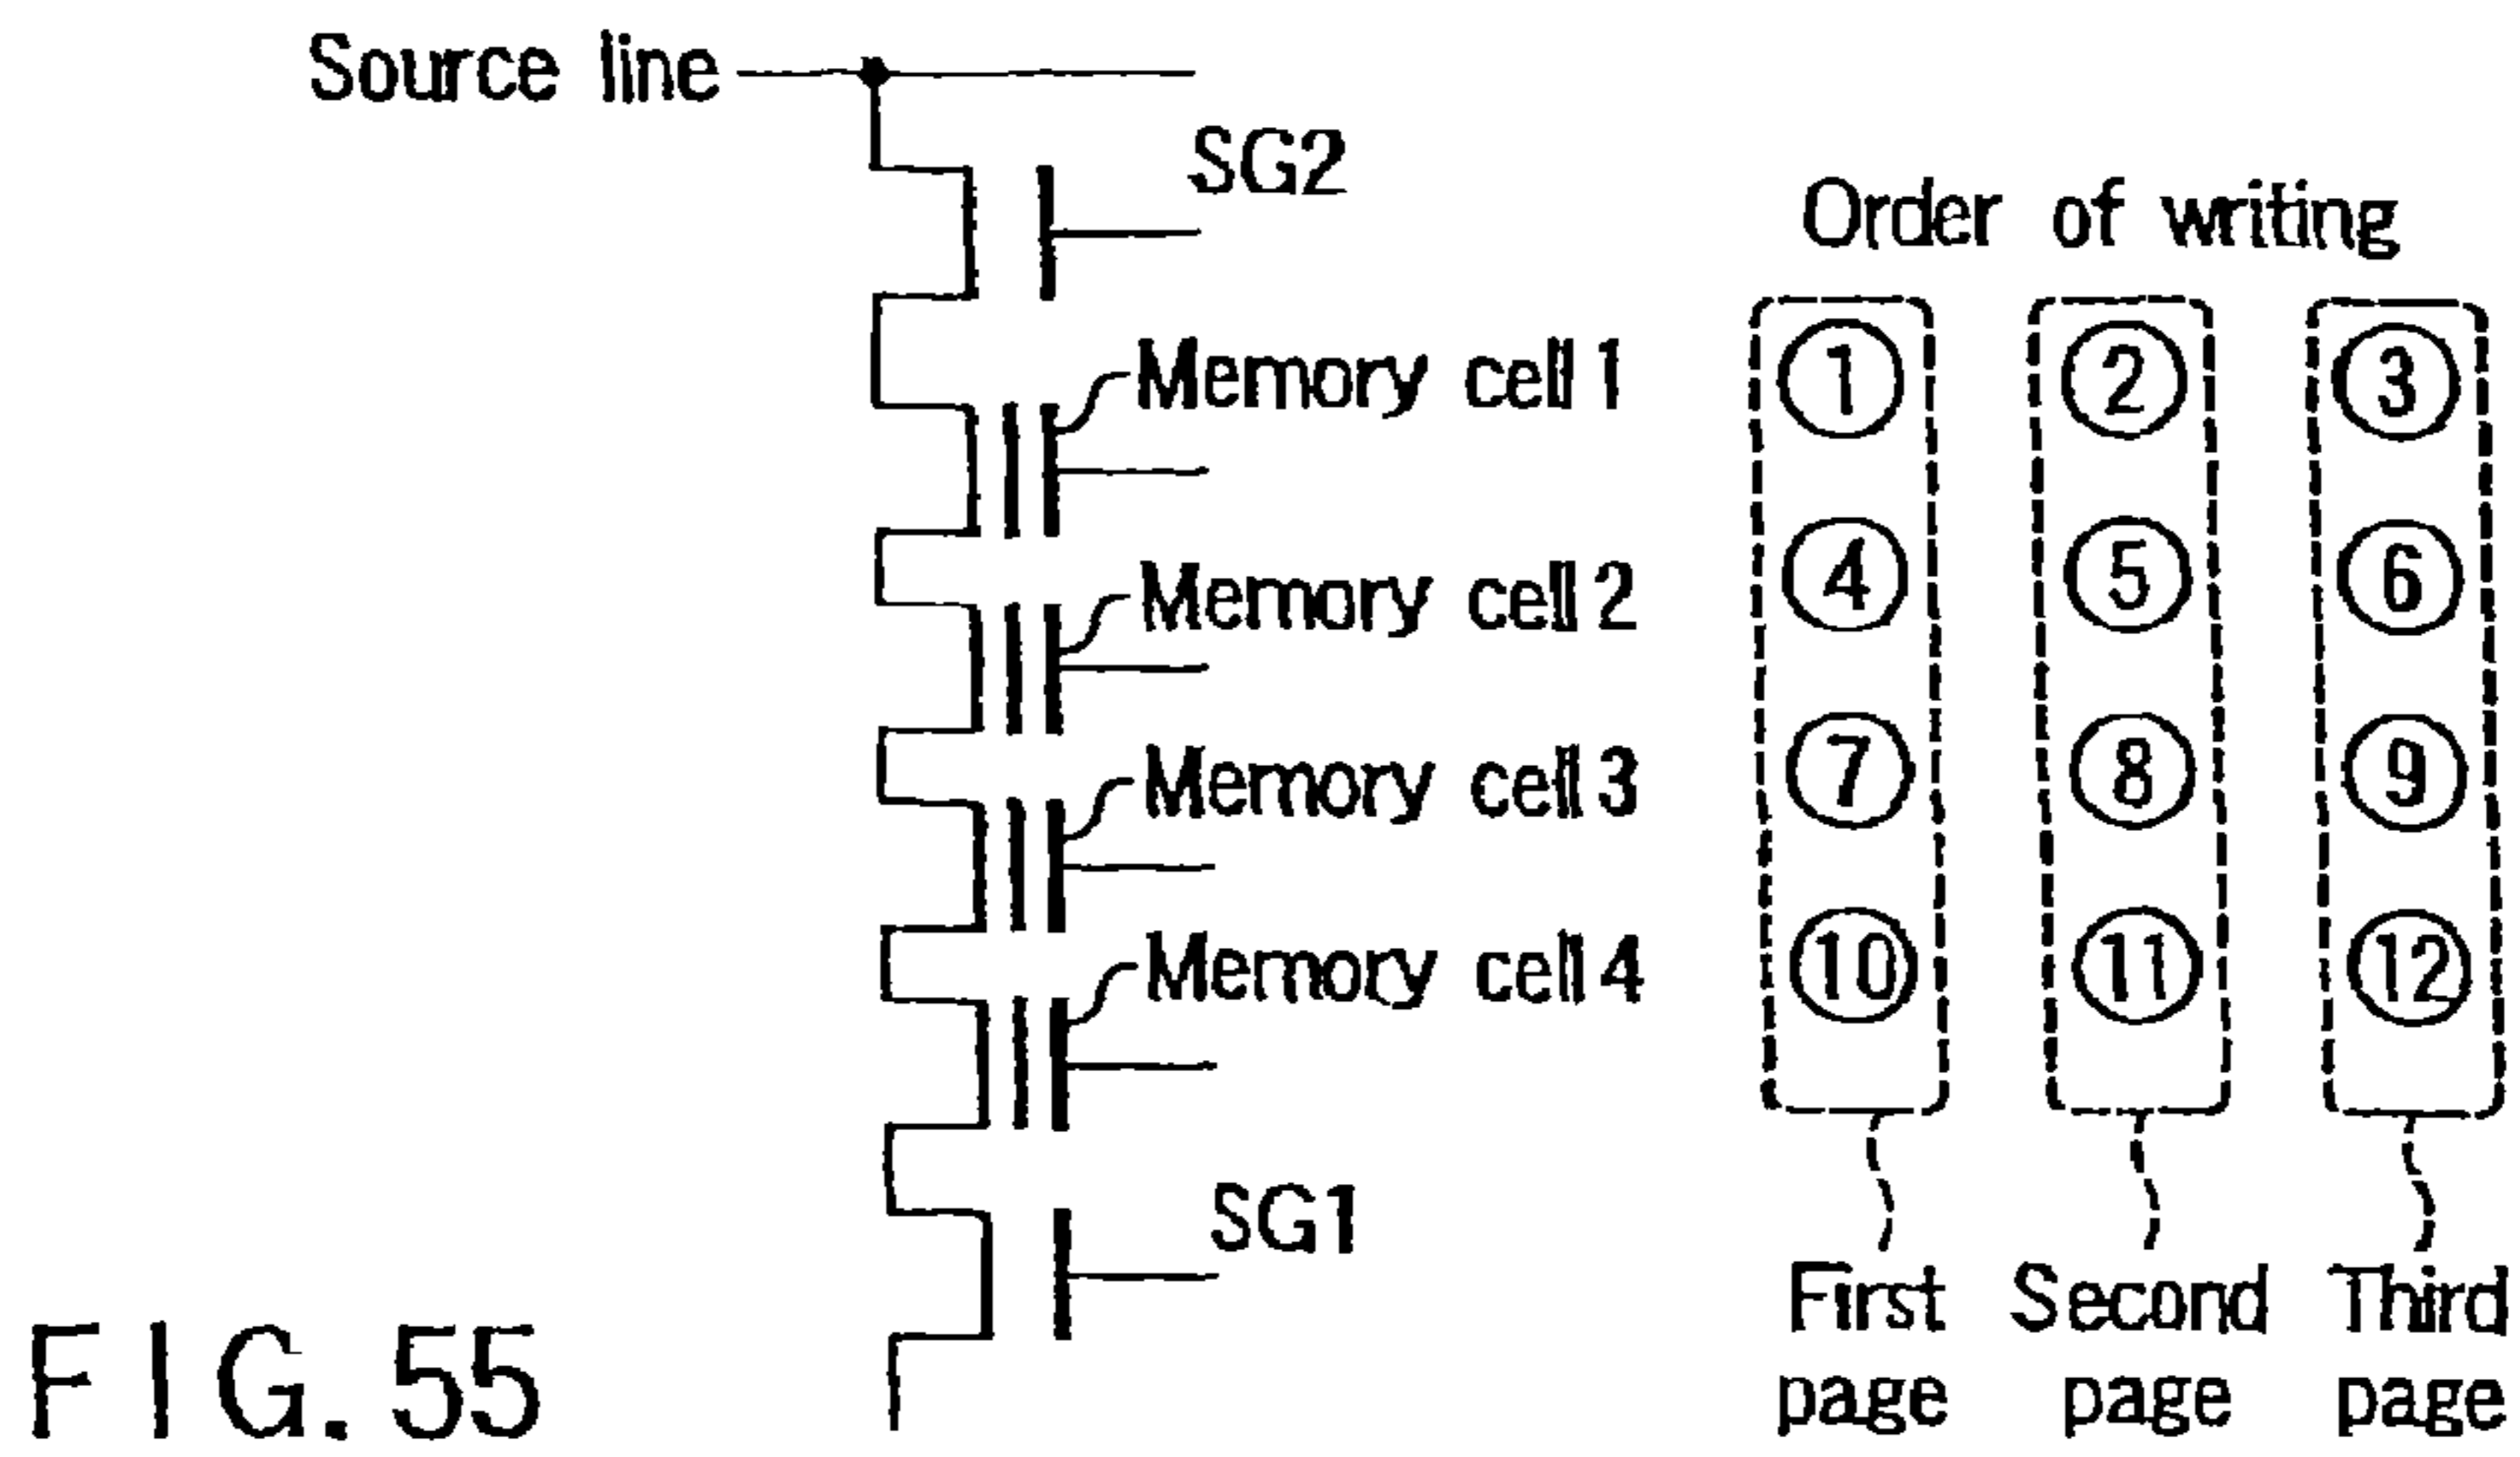 Source line
SG2
Order of writing
Memory cell 1
① ② ③
Memory cell 2
④ ⑤ ⑥
Memory cell 3
⑦ ⑧ ⑨
Memory cell 4
⑩ ⑪ ⑫
SG1
First page
Second page
Third page
FIG. 55